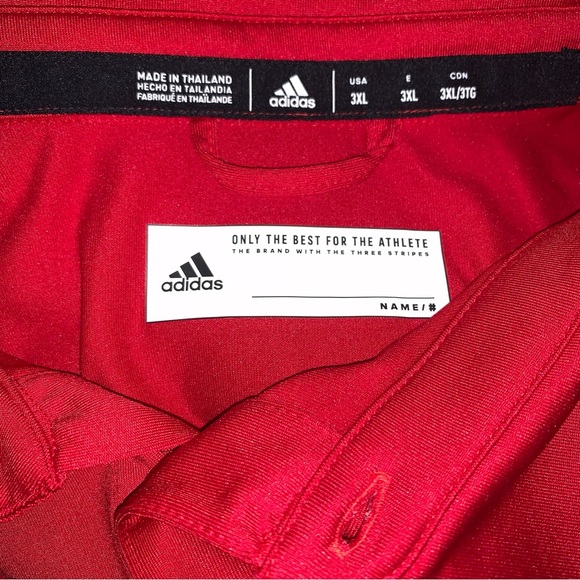 MADE IN THAILAND
HECHO EN TAILANDIA
FABRIQUÉ EN THAÏLANDE
adidas
USA
3XL
E
3XL
CDN
3XL/3TG
ONLY THE BEST FOR THE ATHLETE
THE BRAND WITH THE THREE STRIPES
adidas
NAME/#